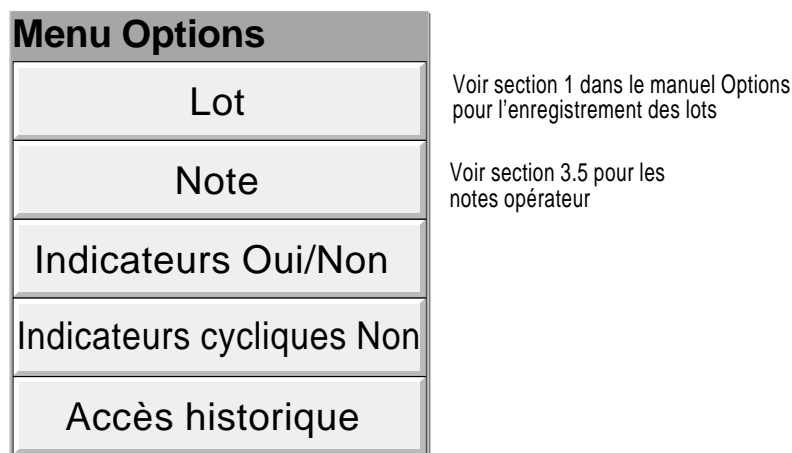 Menu Options
Lot
Voir section 1 dans le manuel Options
pour l'enregistrement des lots
Note
Voir section 3.5 pour les
notes opérateur
Indicateurs Oui/Non
Indicateurs cycliques Non
Accès historique